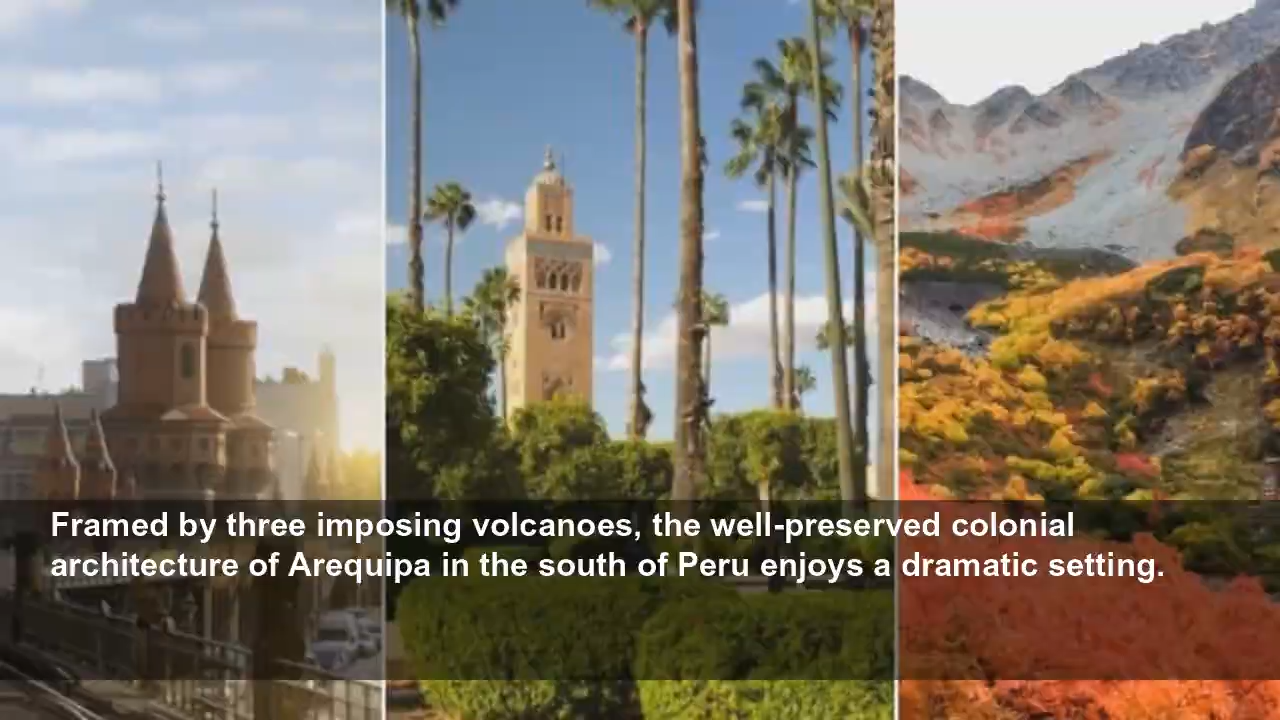 Framed by three imposing volcanoes, the well-preserved colonial
architecture of Arequipa in the south of Peru enjoys a dramatic setting.